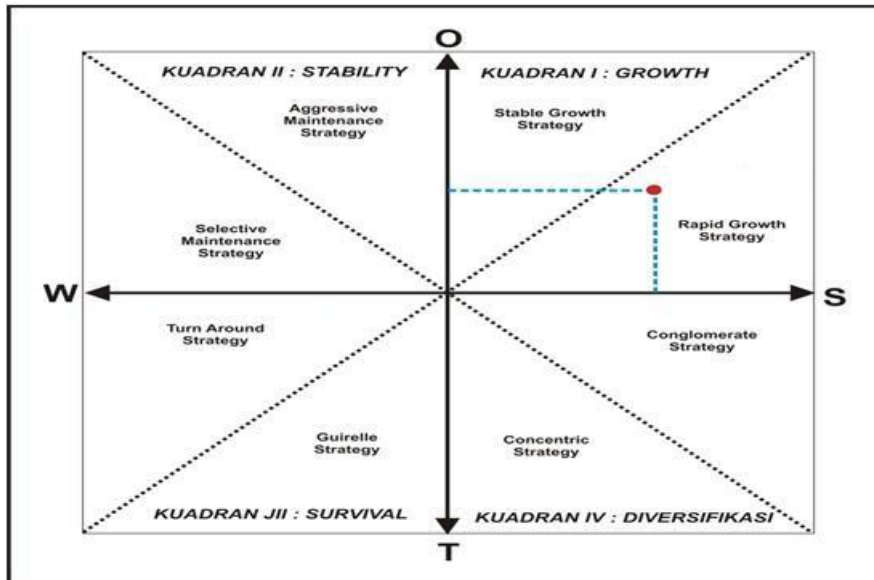 O
KUADRAN II : STABILITY
KUADRAN I : GROWTH
Aggressive
Maintenance
Strategy
Stable Growth
Strategy
Selective
Maintenance
Strategy
Rapid Growth
Strategy
W
S
Turn Around
Strategy
Conglomerate
Strategy
Guirelle
Strategy
Concentric
Strategy
KUADRAN JII : SURVIVAL
KUADRAN IV : DIVERSIFIKASI
T